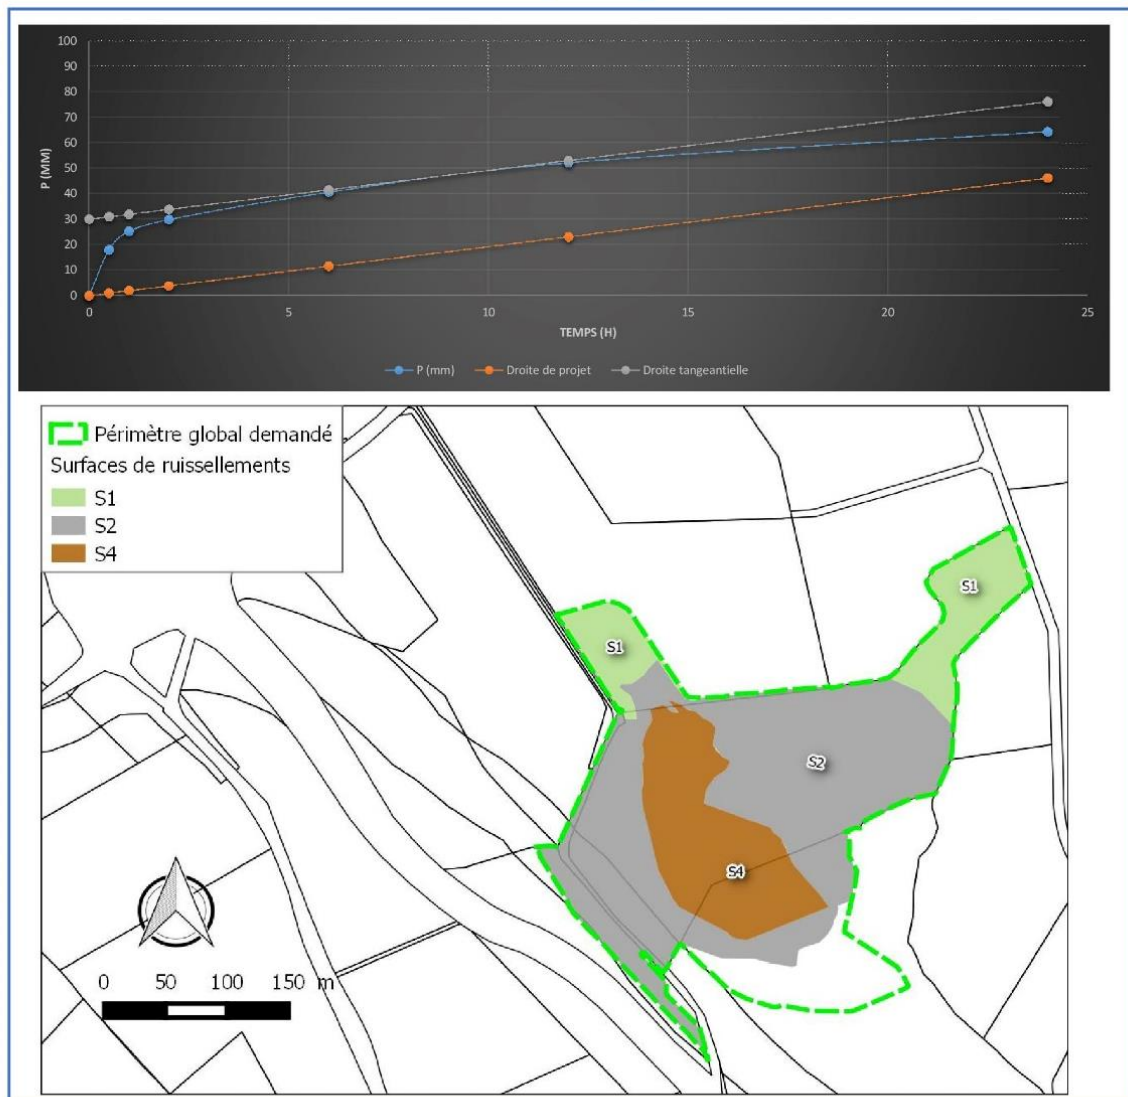 100
90
80
70
60
50
40
30
20
10
0
P (MM)
0 5 10 15 20 25
TEMPS (H)
P (mm) Droite de projet Droite tangeantielle
Périmètre global demandé
Surfaces de ruissellements
S1
S2
S4
S1
S1
S2
S4
0 50 100 150 m